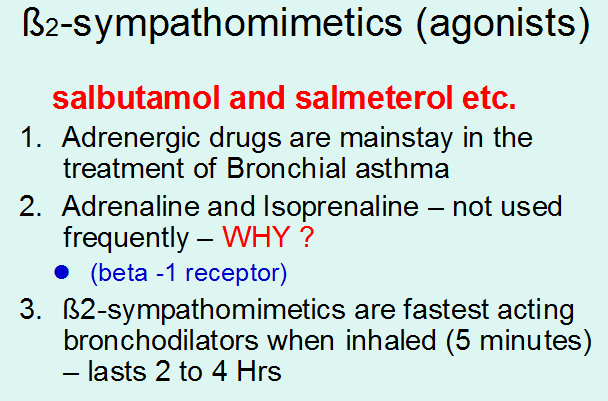 ß2-sympathomimetics (agonists)
salbutamol and salmeterol etc.
1. Adrenergic drugs are mainstay in the
treatment of Bronchial asthma
2. Adrenaline and Isoprenaline – not used
frequently – WHY ?
● (beta -1 receptor)
3. ß2-sympathomimetics are fastest acting
bronchodilators when inhaled (5 minutes)
– lasts 2 to 4 Hrs